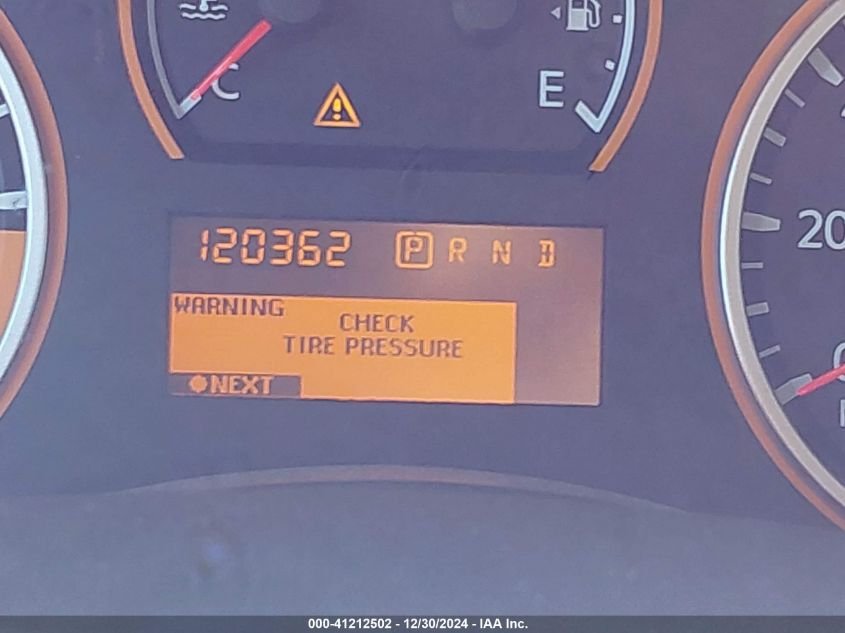 C
E
120362 P R N D
20
WARNING
CHECK
TIRE PRESSURE
NEXT
000-41212502 - 12/30/2024 - IAA Inc.